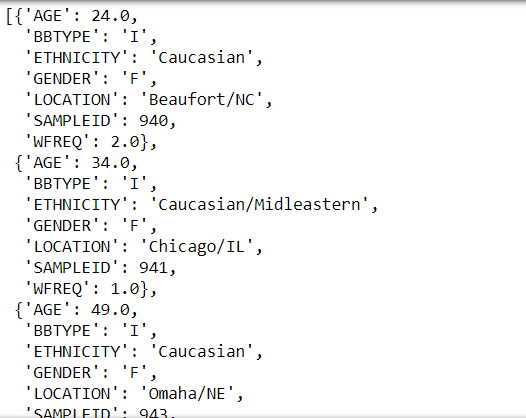 [{'AGE': 24.0,
'BBTYPE': 'I',
'ETHNICITY': 'Caucasian',
'GENDER': 'F',
'LOCATION': 'Beaufort/NC',
'SAMPLEID': 940,
'WFREQ': 2.0},
{'AGE': 34.0,
'BBTYPE': 'I',
'ETHNICITY': 'Caucasian/Midleastern',
'GENDER': 'F',
'LOCATION': 'Chicago/IL',
'SAMPLEID': 941,
'WFREQ': 1.0},
{'AGE': 49.0,
'BBTYPE': 'I',
'ETHNICITY': 'Caucasian',
'GENDER': 'F',
'LOCATION': 'Omaha/NE',
'SAMPLEID': 943,